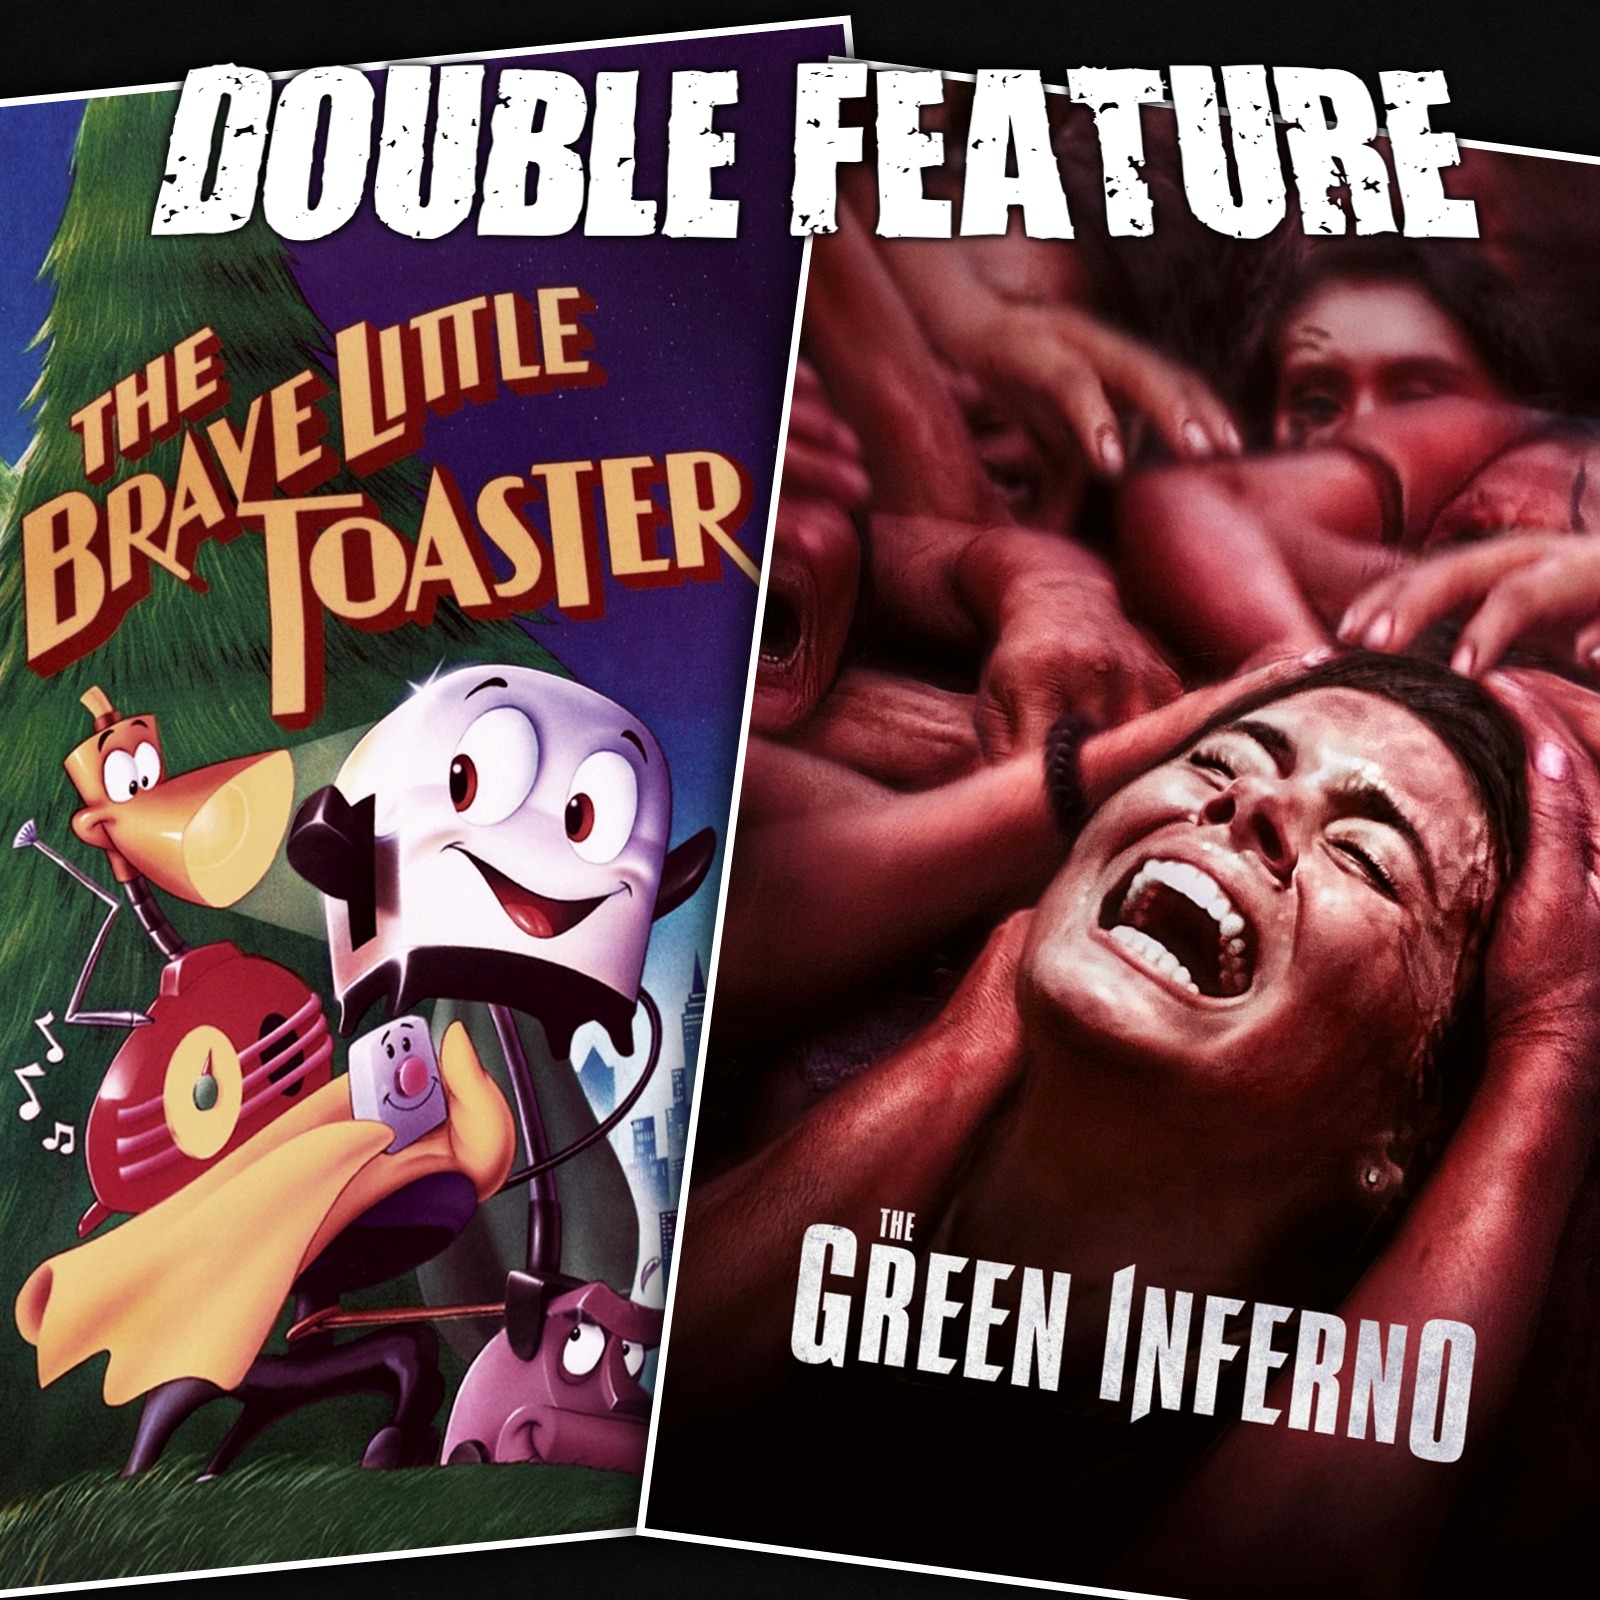 DOUBLE FEATURE
THE
BRAVE LITTLE
TOASTER
THE
GREEN INFERNO